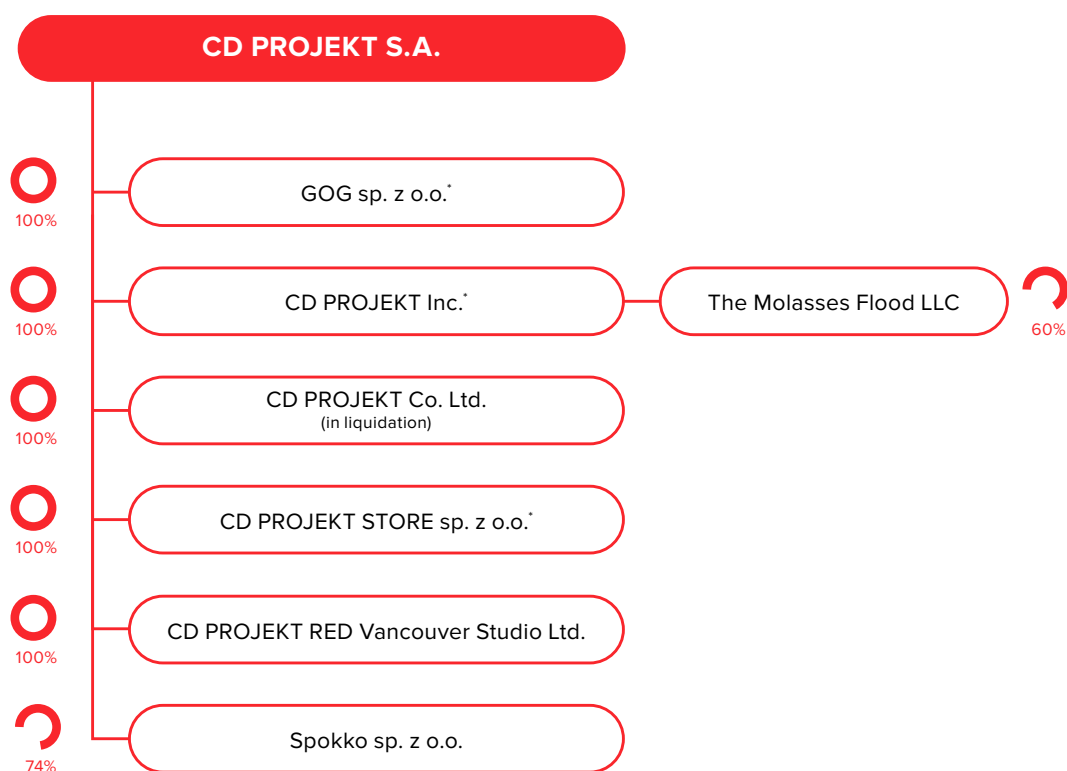 CD PROJEKT S.A.
GOG sp. z o.o.*
100%
CD PROJEKT Inc.*
The Molasses Flood LLC
100%
60%
CD PROJEKT Co. Ltd.
(in liquidation)
100%
CD PROJEKT STORE sp. z o.o.*
100%
CD PROJEKT RED Vancouver Studio Ltd.
100%
Spokko sp. z o.o.
74%